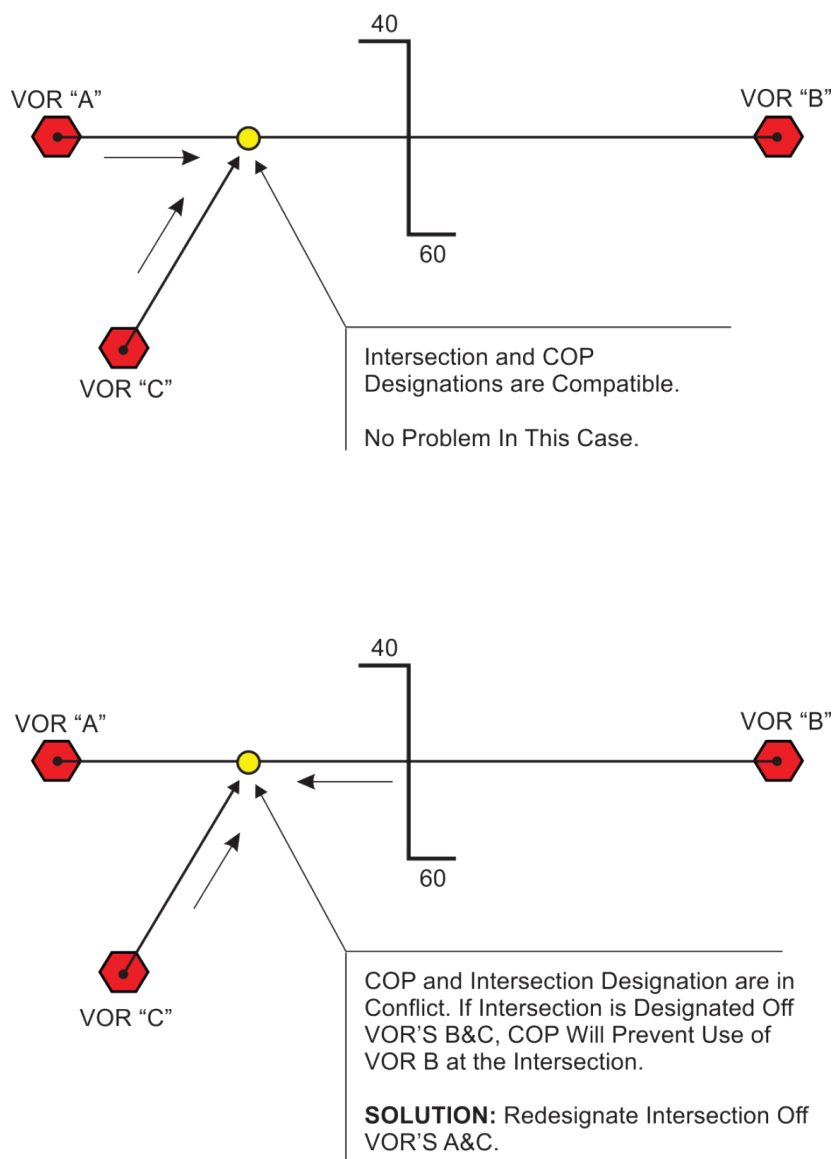 40
VOR “A”
VOR “B”
60
VOR “C”
Intersection and COP
Designations are Compatible.
No Problem In This Case.
40
VOR “A”
VOR “B”
60
VOR “C”
COP and Intersection Designation are in
Conflict. If Intersection is Designated Off
VOR’S B&C, COP Will Prevent Use of
VOR B at the Intersection.
SOLUTION: Redesignate Intersection Off
VOR’S A&C.